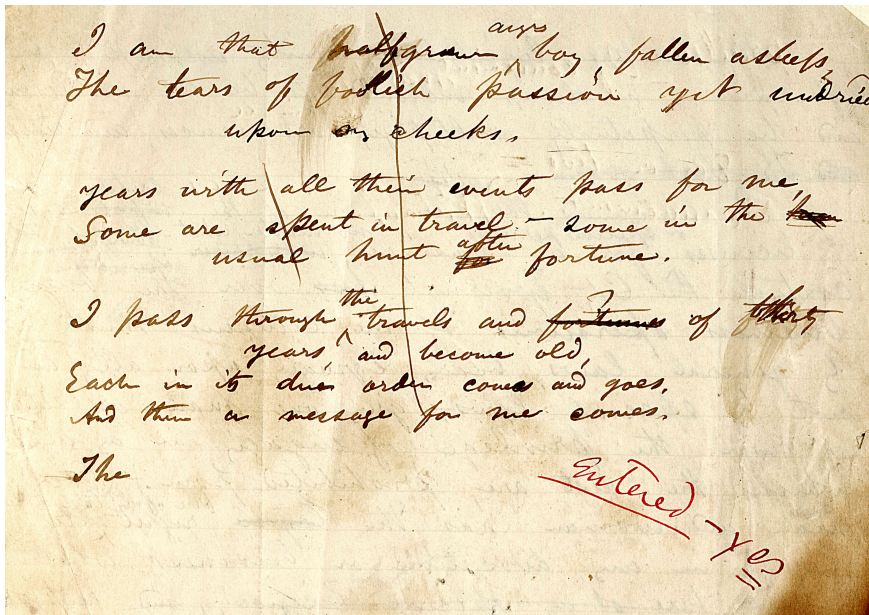 I am that halfgrown angry boy, fallen asleep,
The tears of foolish passion yet undried
upon my cheeks.
years with all their events pass for me,
Some are spent in travel – some in the
usual hunt after fortune.
I pass through the travels and fortunes ? of thirty
years, and become old,
Each in its due order comes and goes,
And then a message for me comes.
The
Entered – Yes